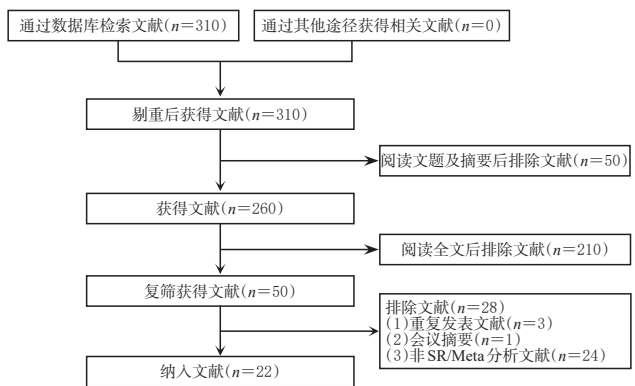 通过数据库检索文献(n=310)
通过其他途径获得相关文献(n=0)
剔重后获得文献(n=310)
阅读文题及摘要后排除文献(n=50)
获得文献(n=260)
阅读全文后排除文献(n=210)
复筛获得文献(n=50)
排除文献(n=28)
(1)重复发表文献(n=3)
(2)会议摘要(n=1)
(3)非SR/Meta分析文献(n=24)
纳入文献(n=22)